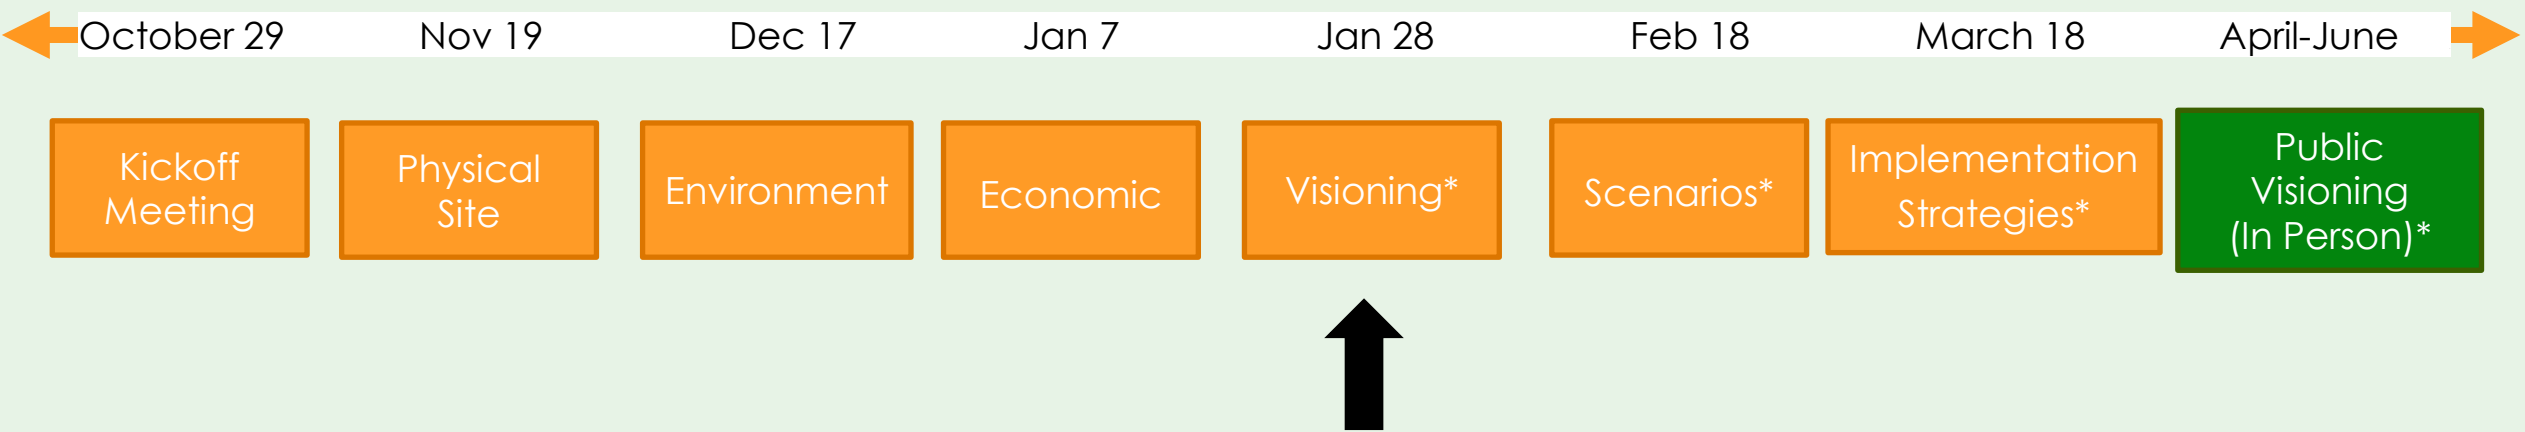 October 29 Nov 19 Dec 17 Jan 7 Jan 28 Feb 18 March 18 April-June
Kickoff
Meeting
Physical
Site
Environment
Economic
Visioning*
Scenarios*
Implementation
Strategies*
Public
Visioning
(In Person)*